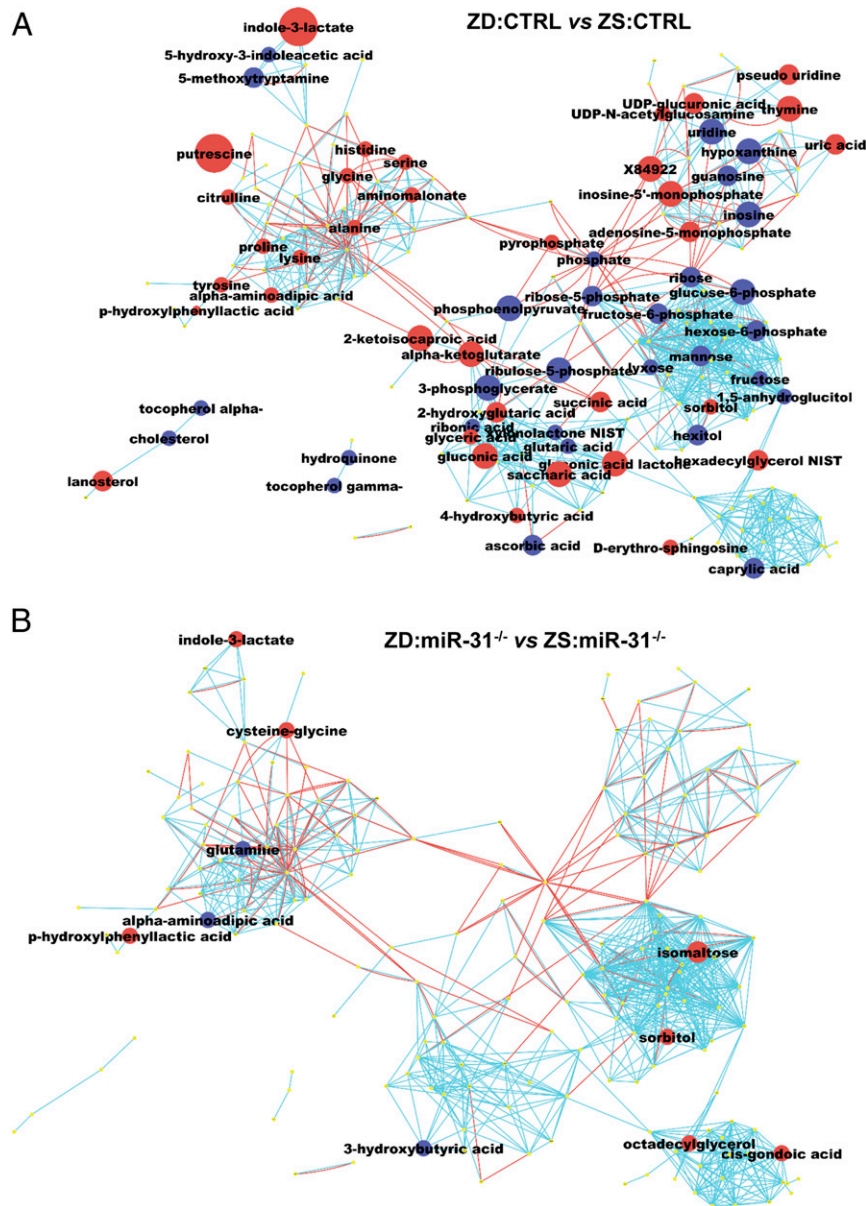 A
ZD:CTRL vs ZS:CTRL
indole-3-lactate
5-hydroxy-3-indoleacetic acid
5-methoxytryptamine
pseudo uridine
UDP-glucuronic acid
thymine
UDP-N-acetylglucosamine
uridine
uric acid
putrescine
histidine
hypoxanthine
serine
glycine
X84922
guanosine
citrulline
aminomalonate
inosine-5'-monophosphate
alanine
inosine
adenosine-5-monophosphate
proline
pyrophosphate
lysine
phosphate
tyrosine
ribose
alpha-aminoadipic acid
ribose-5-phosphate
glucose-6-phosphate
p-hydroxylphenyllactic acid
phosphoenolpyruvate
fructose-6-phosphate
2-ketoisocaproic acid
hexose-6-phosphate
alpha-ketoglutarate
mannose
ribulose-5-phosphate
lyxose
3-phosphoglycerate
fructose
1,5-anhydroglucitol
tocopherol alpha-
succinic acid
sorbitol
2-hydroxyglutaric acid
ribonic acid
xylonolactone NIST
cholesterol
glyceric acid
hexitol
glutaric acid
hydroquinone
gluconic acid
gluconic acid lactone
hexadecylglycerol NIST
lanosterol
saccharic acid
tocopherol gamma-
4-hydroxybutyric acid
ascorbic acid
D-erythro-sphingosine
caprylic acid
B
ZD:miR-31-/- vs ZS:miR-31-/-
indole-3-lactate
cysteine-glycine
glutamine
alpha-aminoadipic acid
p-hydroxylphenyllactic acid
isomaltose
sorbitol
3-hydroxybutyric acid
octadecylglycerol
cis-gondoic acid